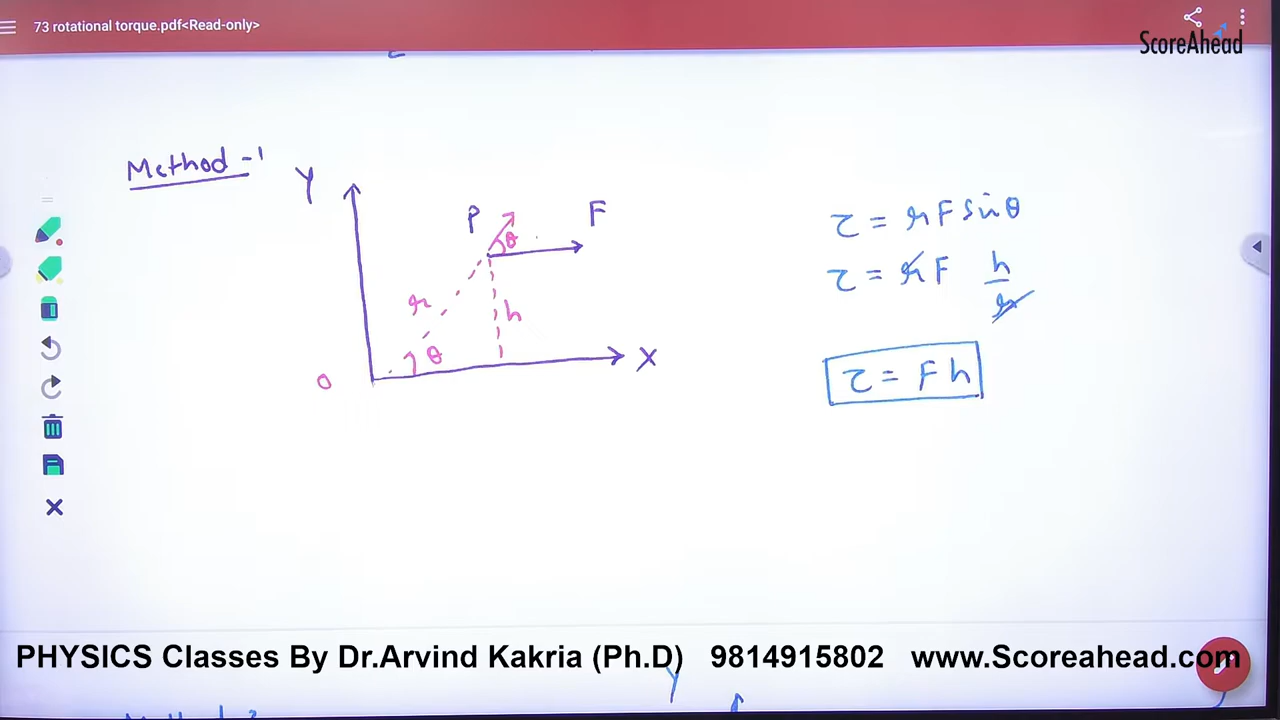 73 rotational torque.pdf<Read-only>
ScoreAhead
Method -1
Y
P
F
θ
r
h
θ
O
X
τ = r F sinθ
τ = r F h/r
τ = F h
PHYSICS Classes By Dr.Arvind Kakria (Ph.D) 9814915802 www.Scoreahead.com
Y